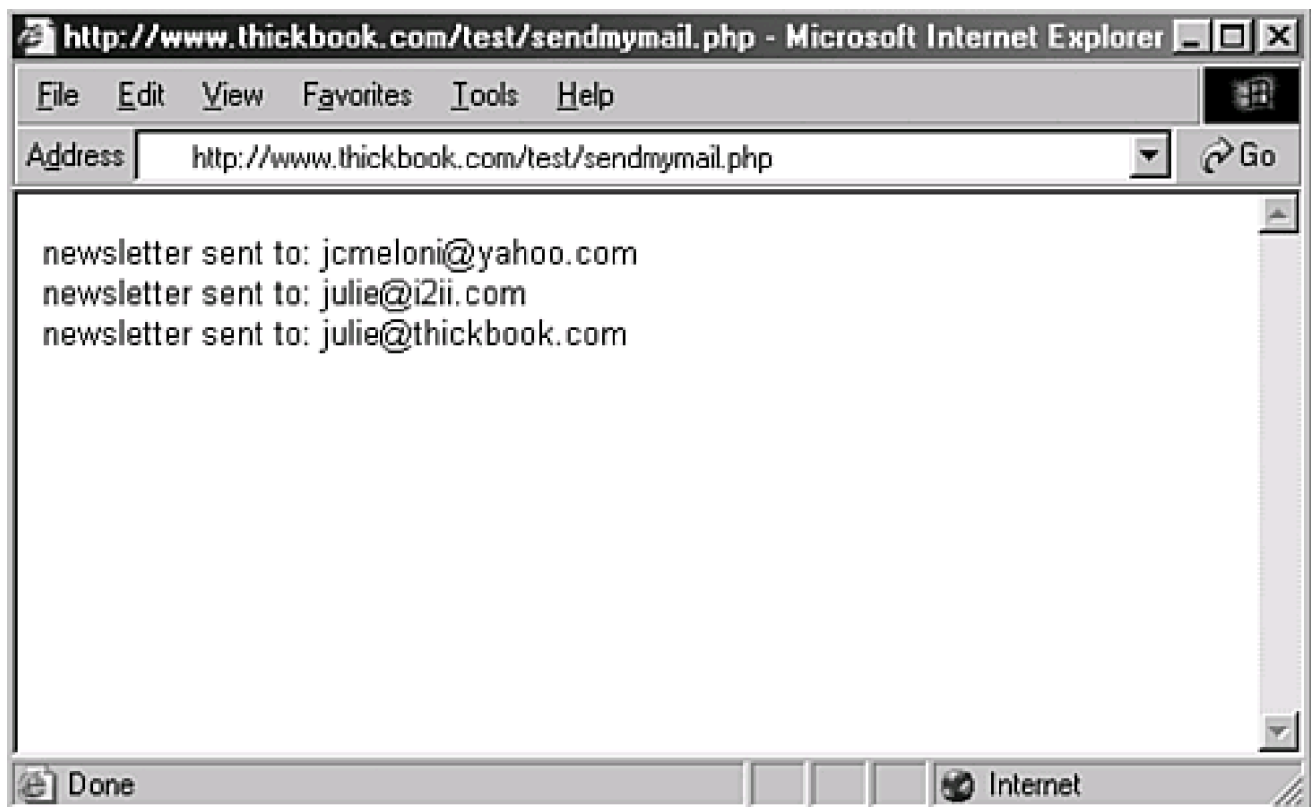 http://www.thickbook.com/test/sendmymail.php - Microsoft Internet Explorer
File Edit View Favorites Tools Help
Address http://www.thickbook.com/test/sendmymail.php Go
newsletter sent to: jcmeloni@yahoo.com
newsletter sent to: julie@i2ii.com
newsletter sent to: julie@thickbook.com
Done Internet